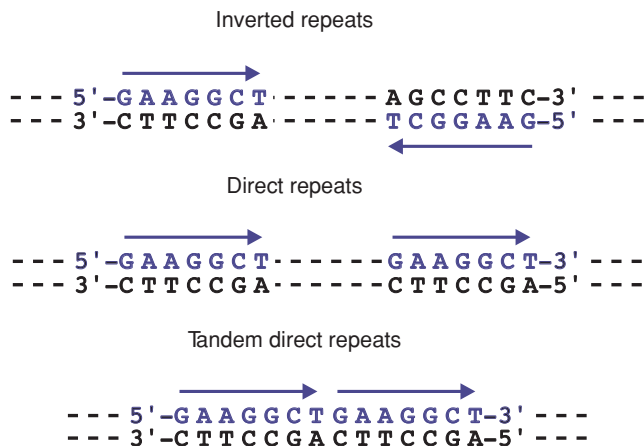 Inverted repeats
--- 5'-GAAGGCT------AGCCTTC-3' ---
--- 3'-CTTCCGA------TCGGAAG-5' ---
Direct repeats
--- 5'-GAAGGCT------GAAGGCT-3' ---
--- 3'-CTTCCGA------CTTCCGA-5' ---
Tandem direct repeats
--- 5'-GAAGGCTGAAGGCT-3' ---
--- 3'-CTTCCGACTTCCGA-5' ---